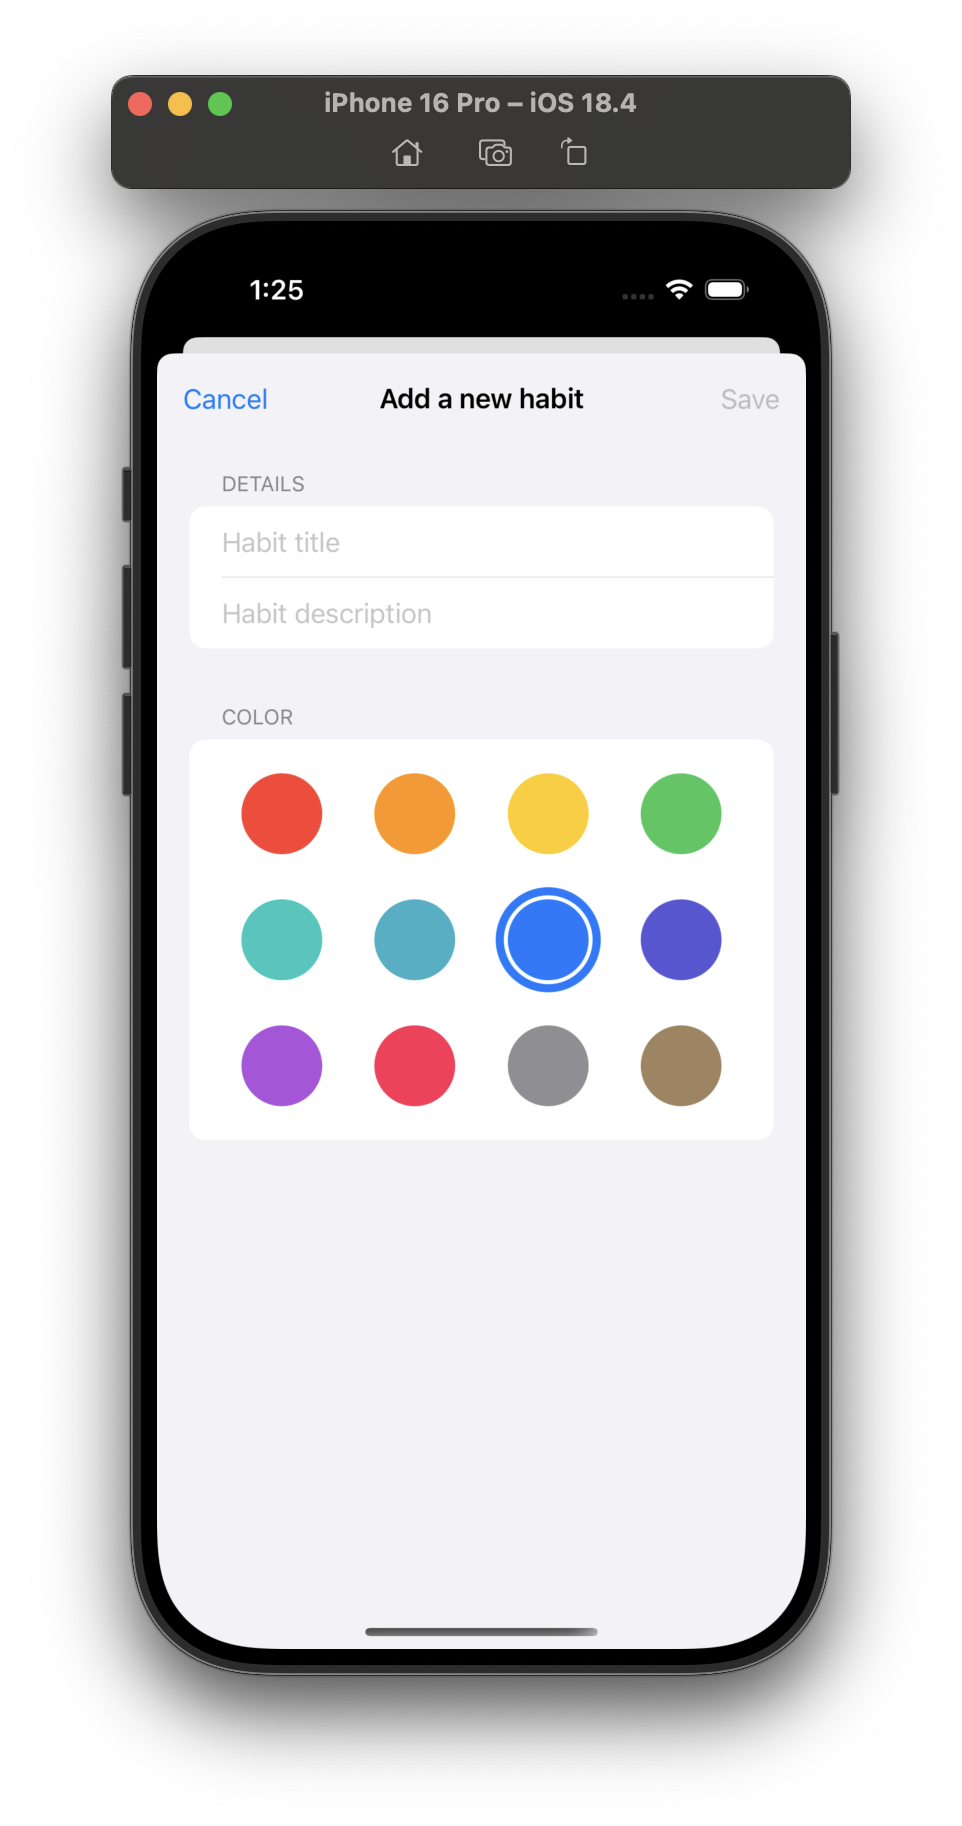 iPhone 16 Pro – iOS 18.4
1:25
Cancel Add a new habit Save
DETAILS
Habit title
Habit description
COLOR